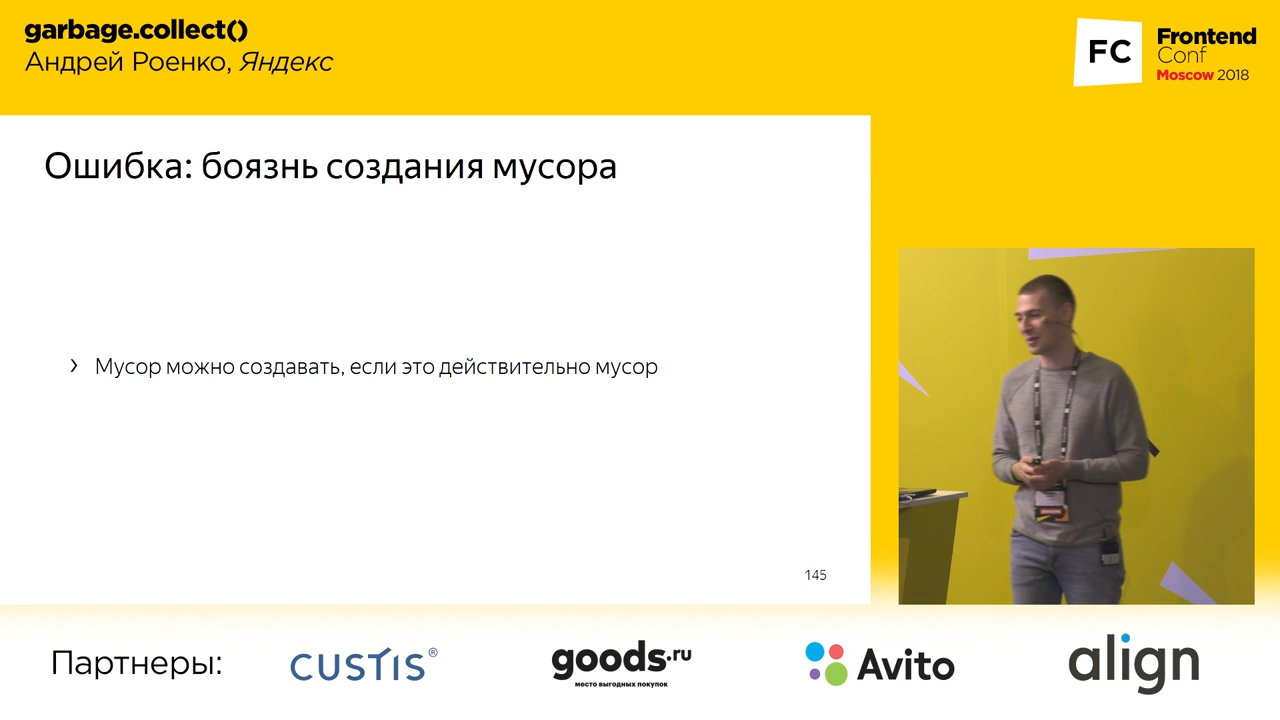 garbage.collect()
Андрей Роенко, Яндекс
FC
Frontend
Conf
Moscow 2018
Ошибка: боязнь создания мусора
› Мусор можно создавать, если это действительно мусор
145
Партнеры:
CUSTIS®
goods.ru
место выгодных покупок
Avito
align